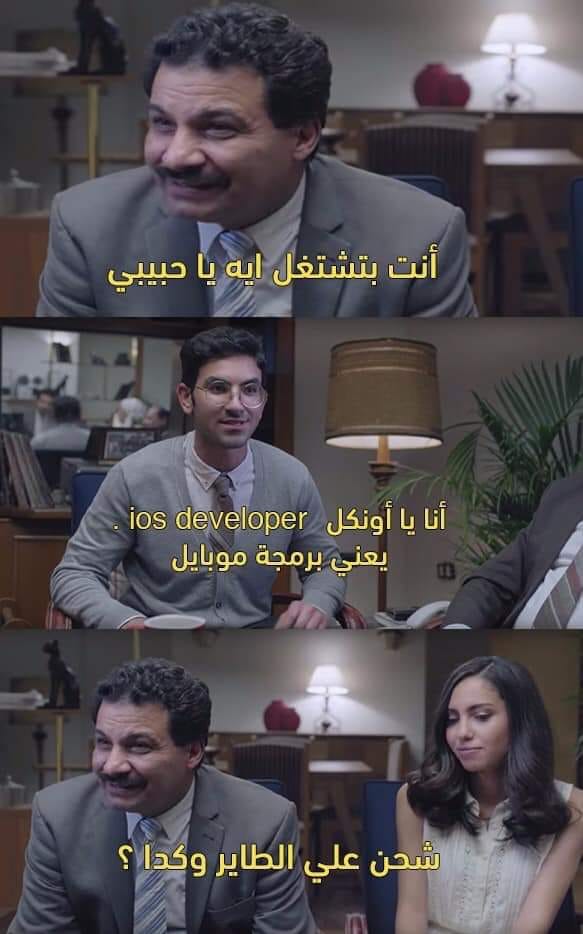 أنت بتشتغل ايه يا حبيبي
أنا يا أونكل ios developer .
يعني برمجة موبايل
شحن علي الطاير وكدا ؟